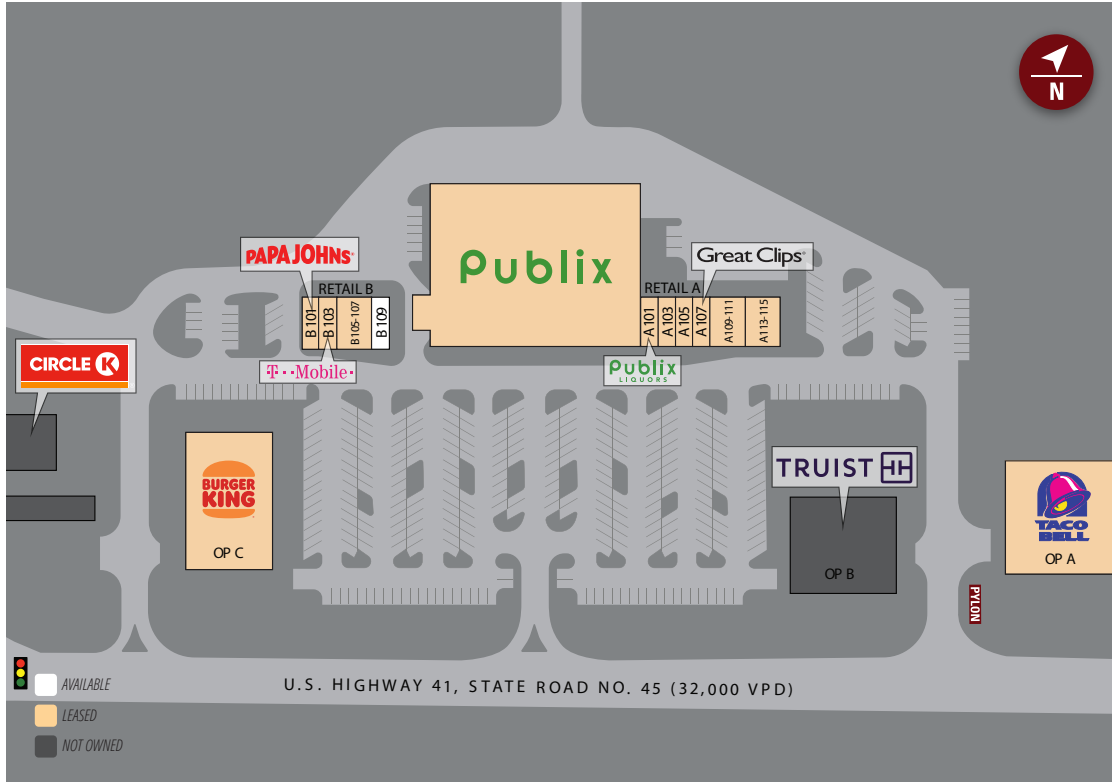 N
PAPA JOHNS
Publix
Great Clips
RETAIL B
RETAIL A
B 101
B 103
B 105-107
B 109
A 101
A 103
A 105
A 107
A 109-111
A 113-115
CIRCLE K
T··Mobile·
Publix
LIQUORS
BURGER
KING
OP C
TRUIST
OP B
TACO
BELL
OP A
PYLON
U.S. HIGHWAY 41, STATE ROAD NO. 45 (32,000 VPD)
AVAILABLE
LEASED
NOT OWNED